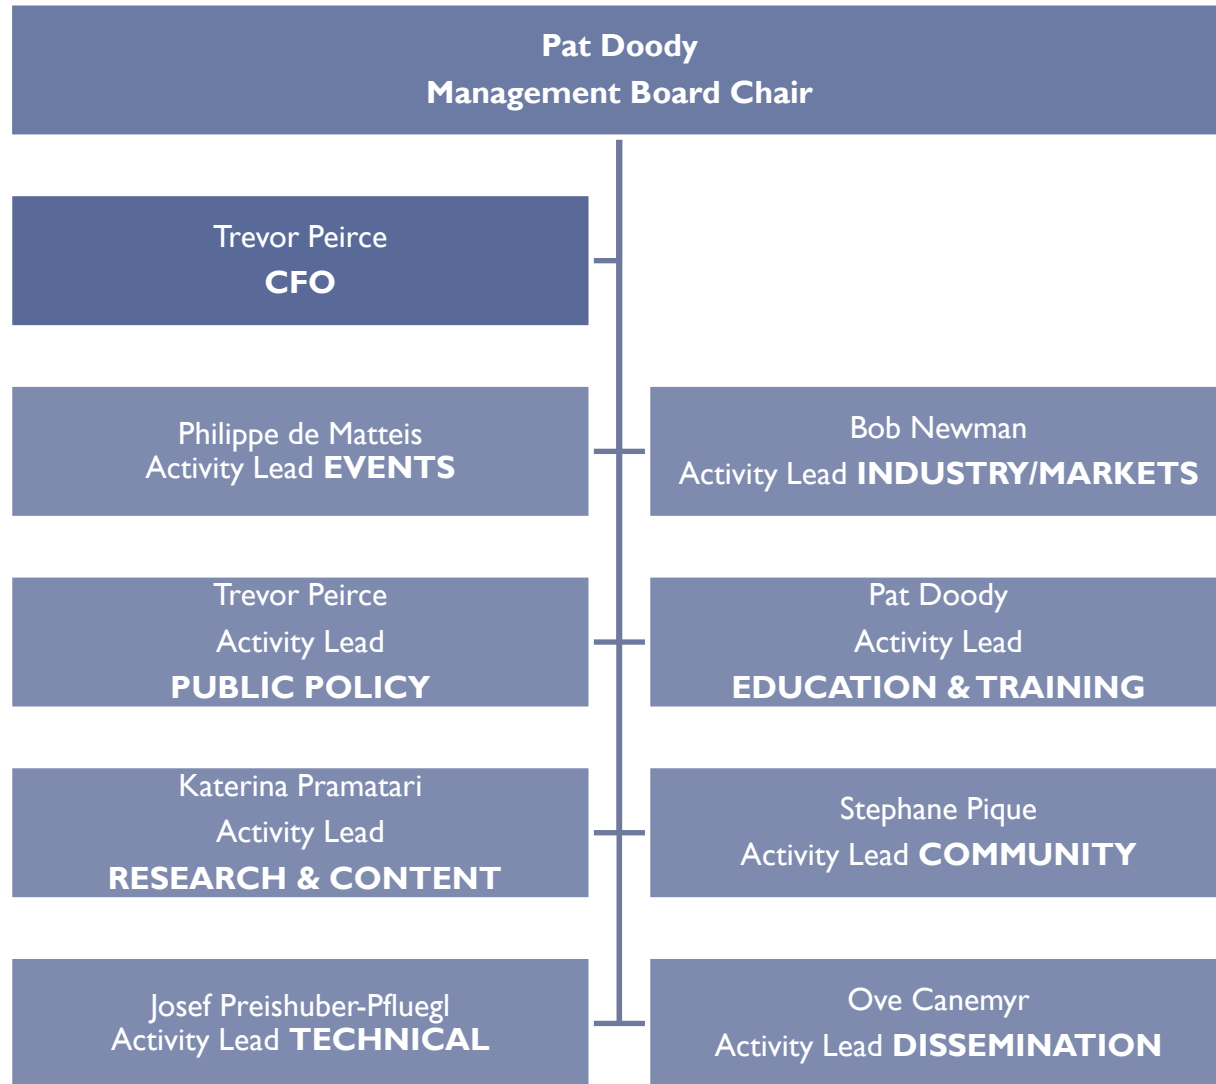 Pat Doody
Management Board Chair
Trevor Peirce
CFO
Philippe de Matteis
Activity Lead EVENTS
Bob Newman
Activity Lead INDUSTRY/MARKETS
Trevor Peirce
Activity Lead
PUBLIC POLICY
Pat Doody
Activity Lead
EDUCATION & TRAINING
Katerina Pramatari
Activity Lead
RESEARCH & CONTENT
Stephane Pique
Activity Lead COMMUNITY
Josef Preishuber-Pfluegl
Activity Lead TECHNICAL
Ove Canemyr
Activity Lead DISSEMINATION